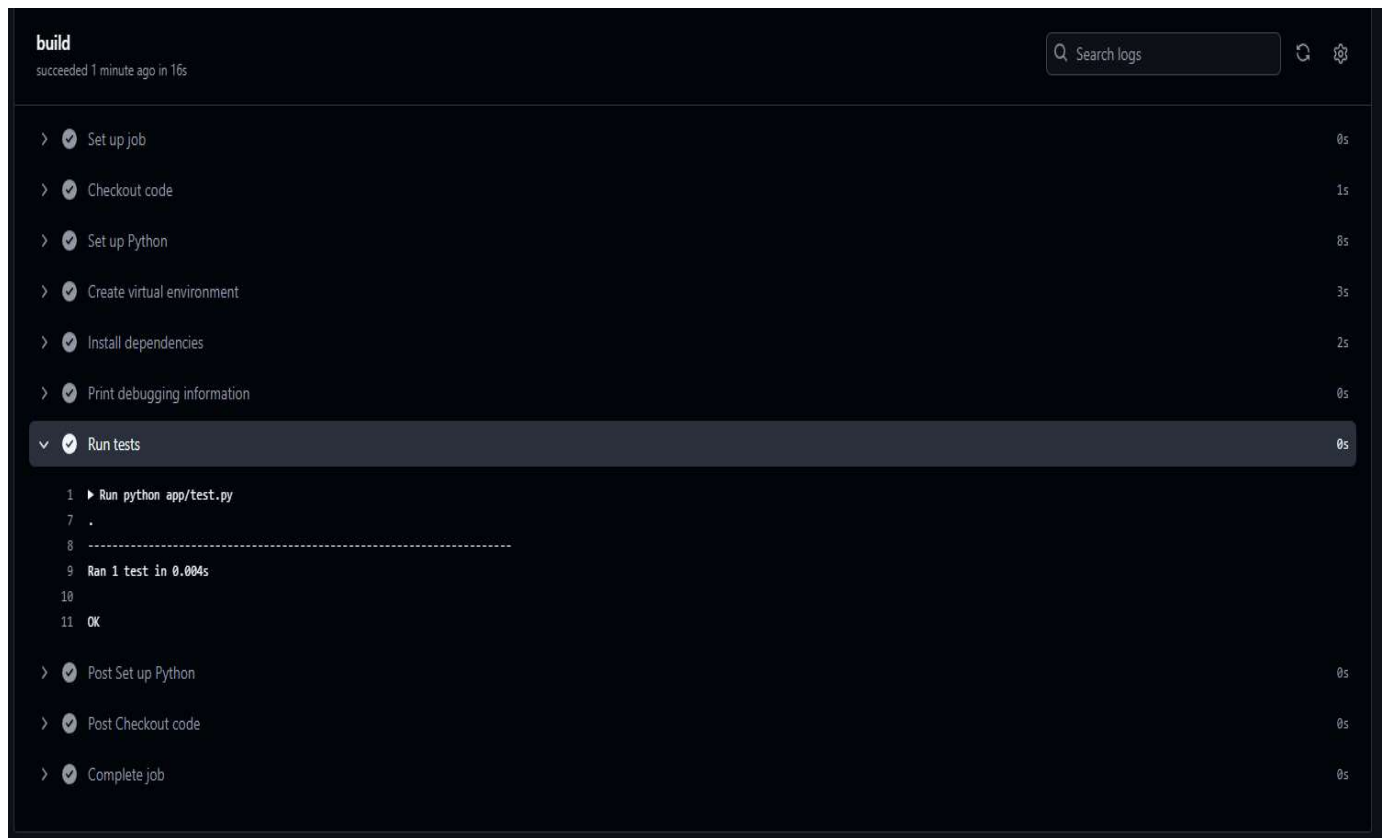 build
succeeded 1 minute ago in 16s
Search logs
Set up job 0s
Checkout code 1s
Set up Python 8s
Create virtual environment 3s
Install dependencies 2s
Print debugging information 0s
Run tests 0s
1 Run python app/test.py
7 .
8 ----------------------------------------------------------------------
9 Ran 1 test in 0.004s
10
11 OK
Post Set up Python 0s
Post Checkout code 0s
Complete job 0s